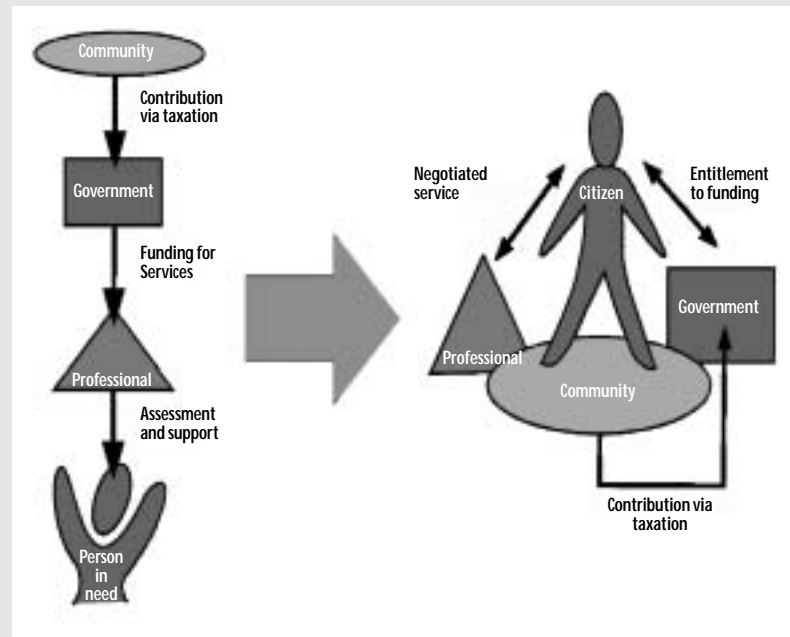 Community
Contribution
via taxation
Government
Funding for
Services
Professional
Assessment
and support
Person
in
need
Negotiated
service
Citizen
Entitlement
to funding
Government
Professional
Community
Contribution via
taxation